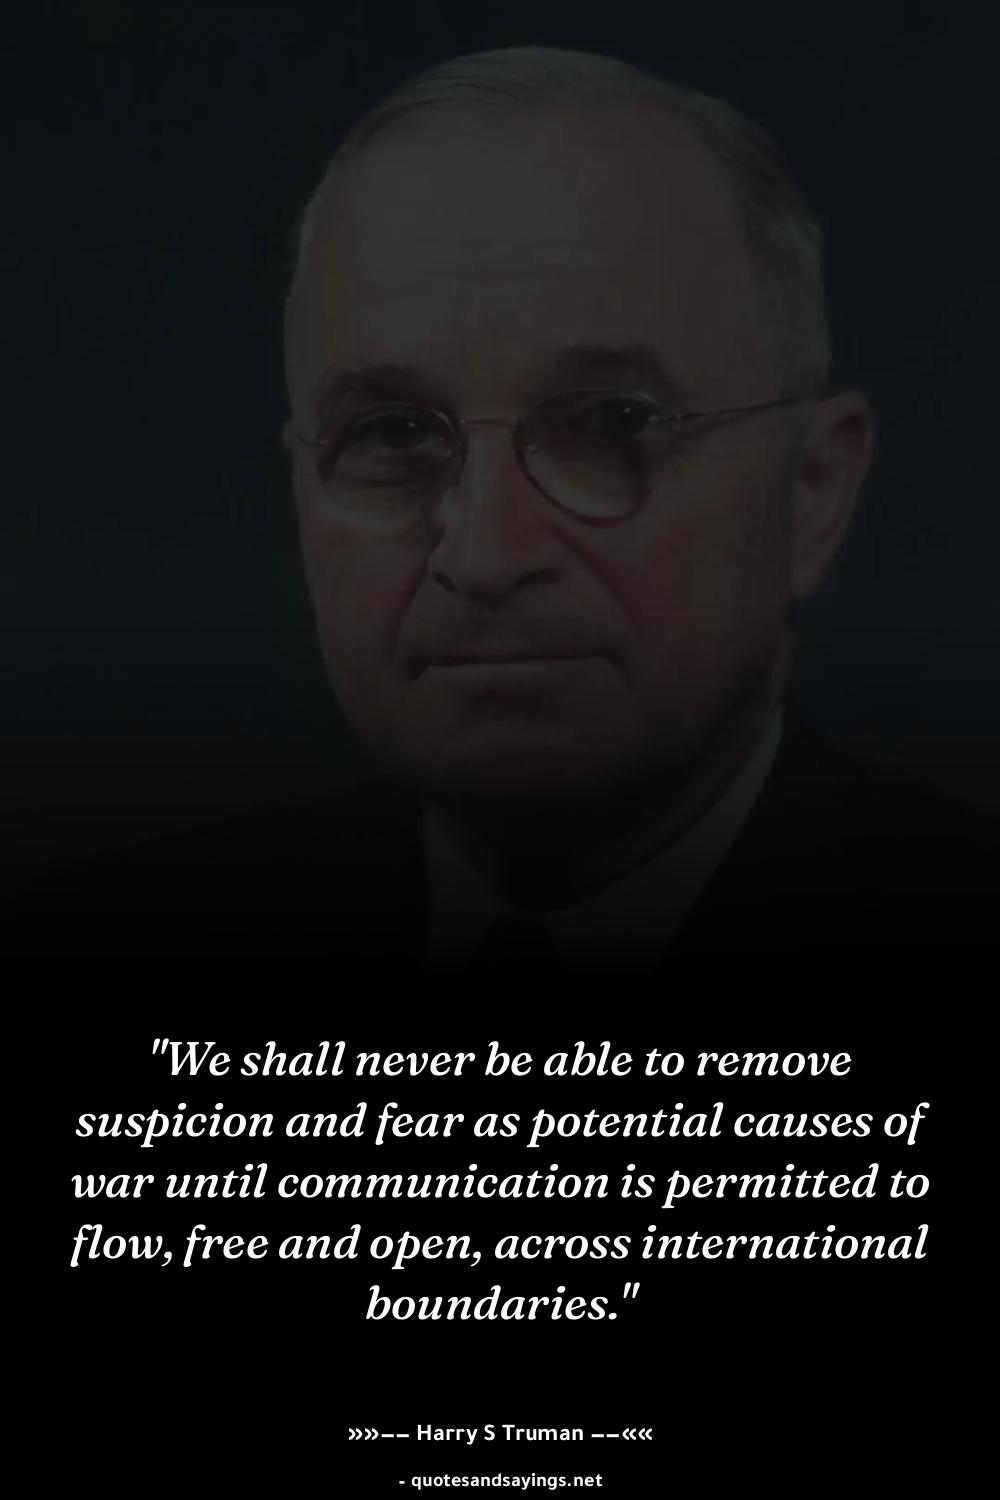 "We shall never be able to remove
suspicion and fear as potential causes of
war until communication is permitted to
flow, free and open, across international
boundaries."
»»–– Harry S Truman ––««
- quotesandsayings.net